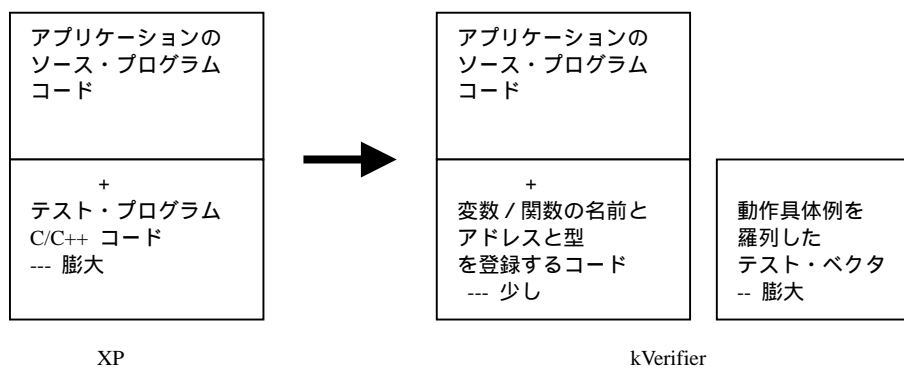 アプリケーションの
ソース・プログラム
コード
+
テスト・プログラム
C/C++ コード
--- 膨大
XP
アプリケーションの
ソース・プログラム
コード
+
変数 / 関数の名前と
アドレスと型
を登録するコード
--- 少し
動作具体例を
羅列した
テスト・ベクタ
-- 膨大
kVerifier